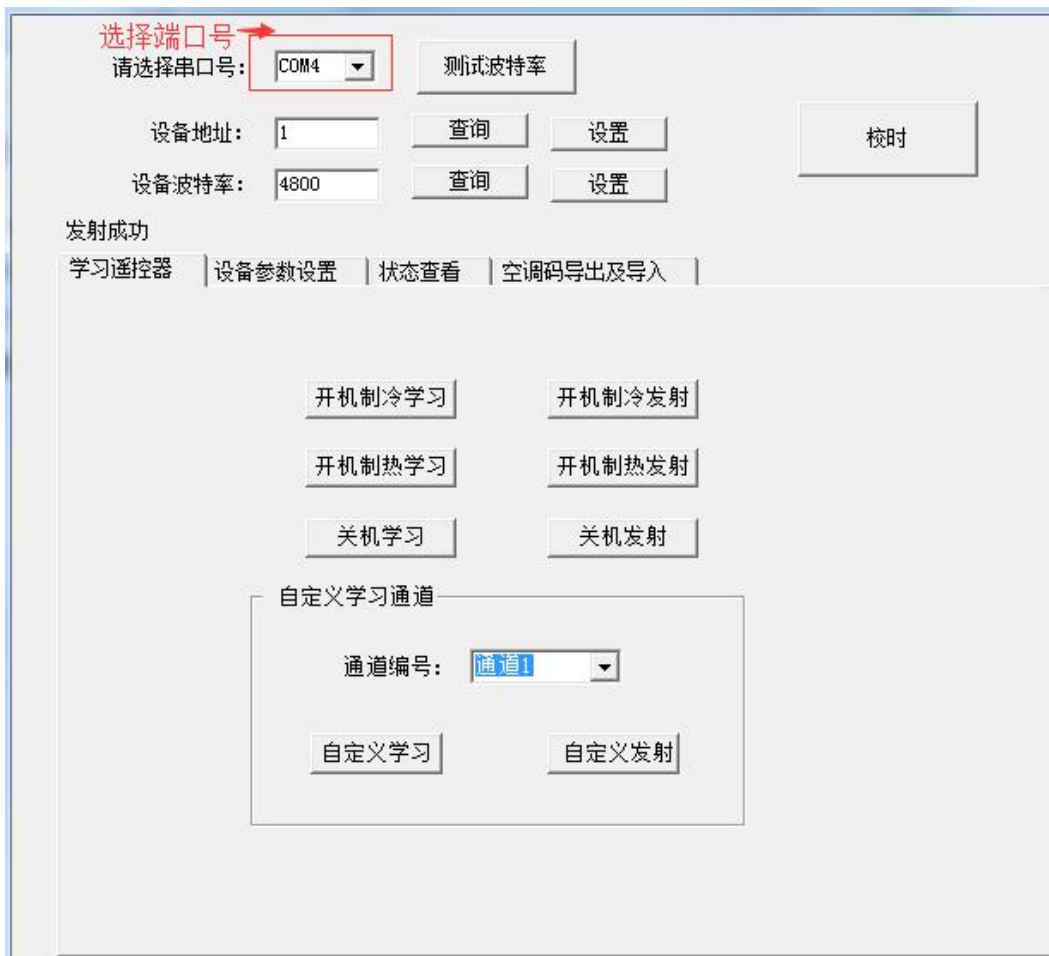 选择端口号
请选择串口号： COM4 测试波特率
设备地址： 1 查询 设置 校时
设备波特率： 4800 查询 设置
发射成功
学习遥控器 设备参数设置 状态查看 空调码导出及导入
开机制冷学习 开机制冷发射
开机制热学习 开机制热发射
关机学习 关机发射
自定义学习通道
通道编号： 通道1
自定义学习 自定义发射